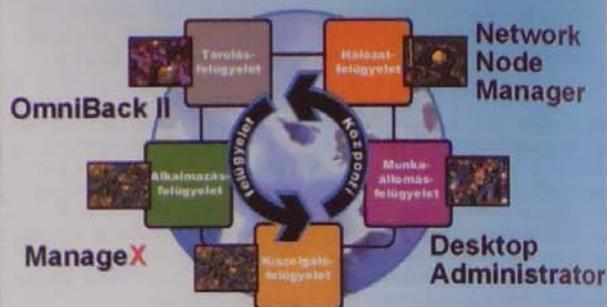 Tárolás-
felügyelet
Hálózat-
felügyelet
Network
Node
Manager
OmniBack II
felügyelet
Központi
Alkalmazás-
felügyelet
Munka-
állomás-
felügyelet
ManageX
Kiszolgáló-
felügyelet
Desktop
Administrator